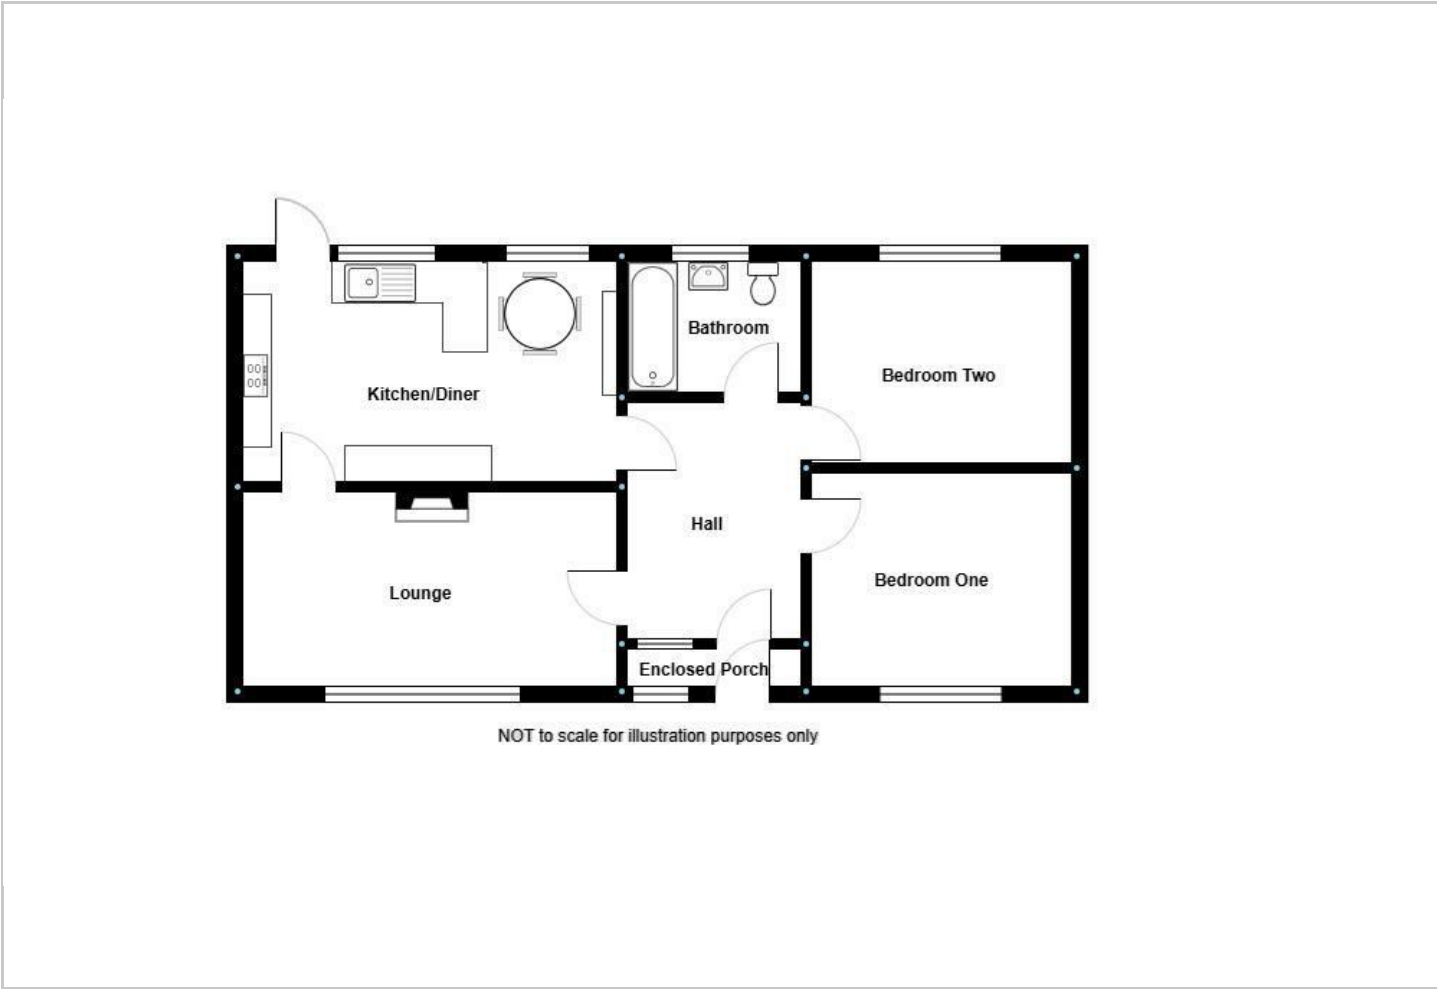 Bathroom
Bedroom Two
Kitchen/Diner
Hall
Bedroom One
Lounge
Enclosed Porch
NOT to scale for illustration purposes only